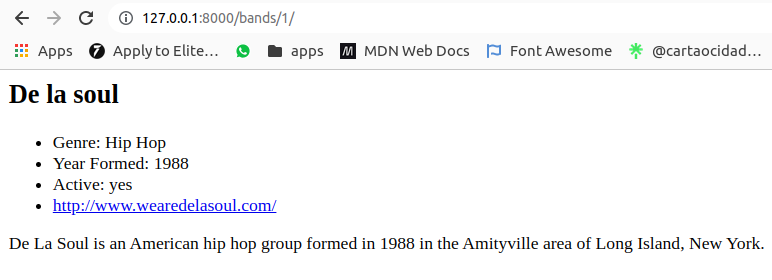 127.0.0.1:8000/bands/1/
Apps Apply to Elite… apps M MDN Web Docs Font Awesome @cartaocidad…
De la soul
Genre: Hip Hop
Year Formed: 1988
Active: yes
http://www.wearedelasoul.com/
De La Soul is an American hip hop group formed in 1988 in the Amityville area of Long Island, New York.